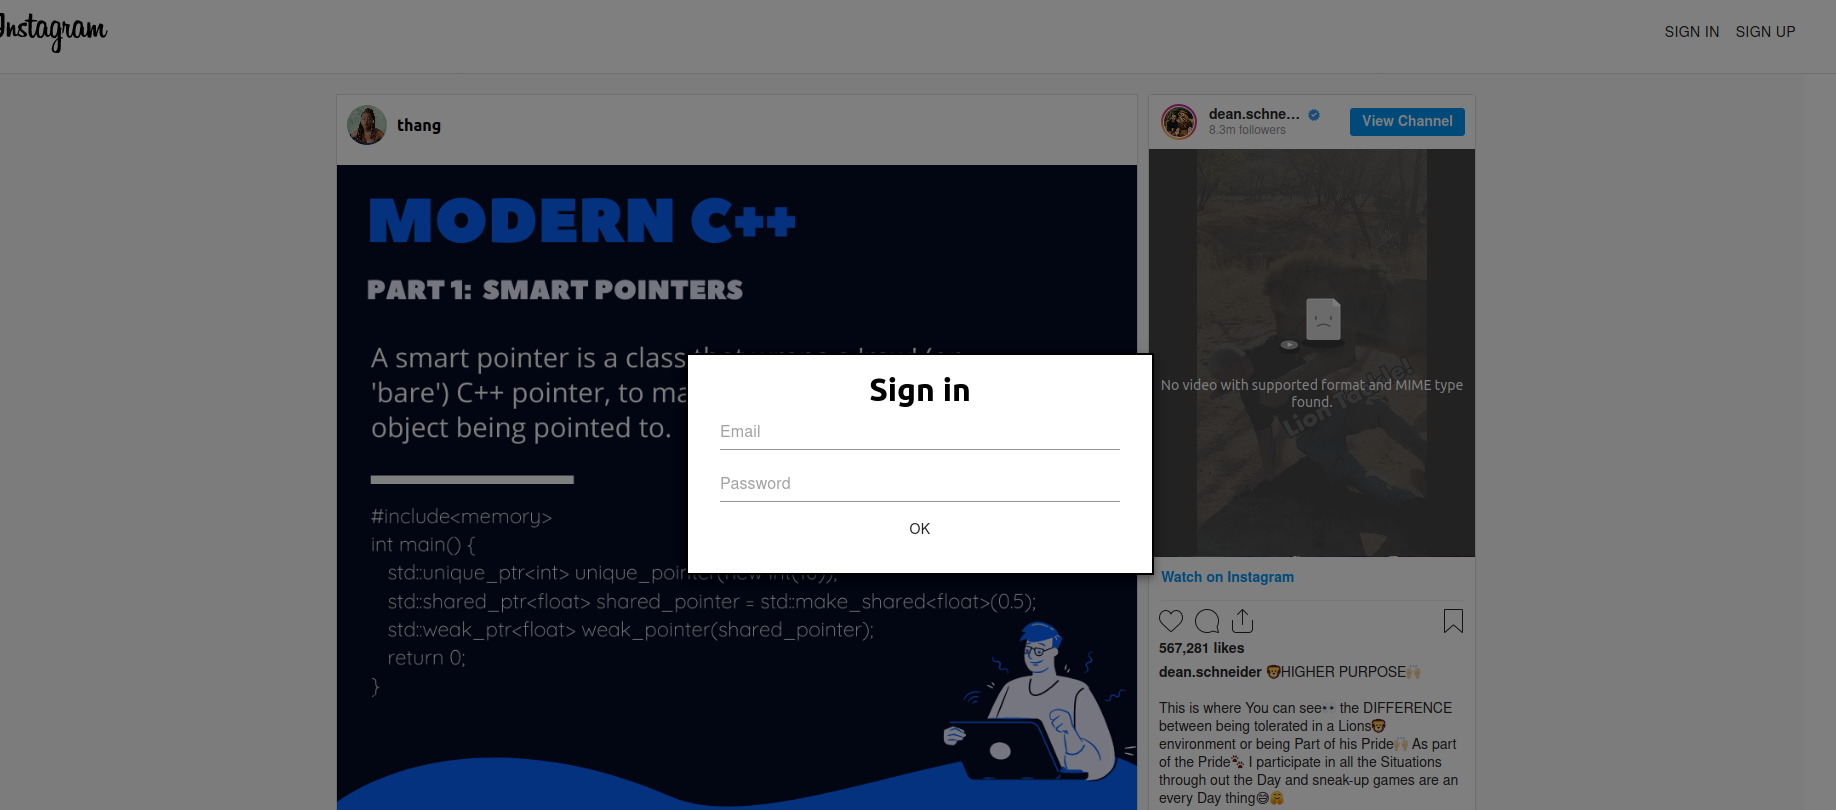 Instagram
SIGN IN SIGN UP
thang
MODERN C++
PART 1: SMART POINTERS
A smart pointer is a class
'bare') C++ pointer, to
object being pointed to.
#include<memory>
int main() {
std::unique_ptr<int>
std::shared_ptr<float> shared_pointer = std::make_shared<float>(0.5);
std::weak_ptr<float> weak_pointer(shared_pointer);
return 0;
}
Sign in
Email
Password
OK
dean.schne...
8.3m followers
View Channel
No video with supported format and MIME type
found.
Lion
Watch on Instagram
567,281 likes
dean.schneider 🦁HIGHER PURPOSE🙌🏼
This is where You can see👀 the DIFFERENCE
between being tolerated in a Lions🦁
environment or being Part of his Pride🙌🏼 As part
of the Pride🐾 I participate in all the Situations
through out the Day and sneak-up games are an
every Day thing😅🤗